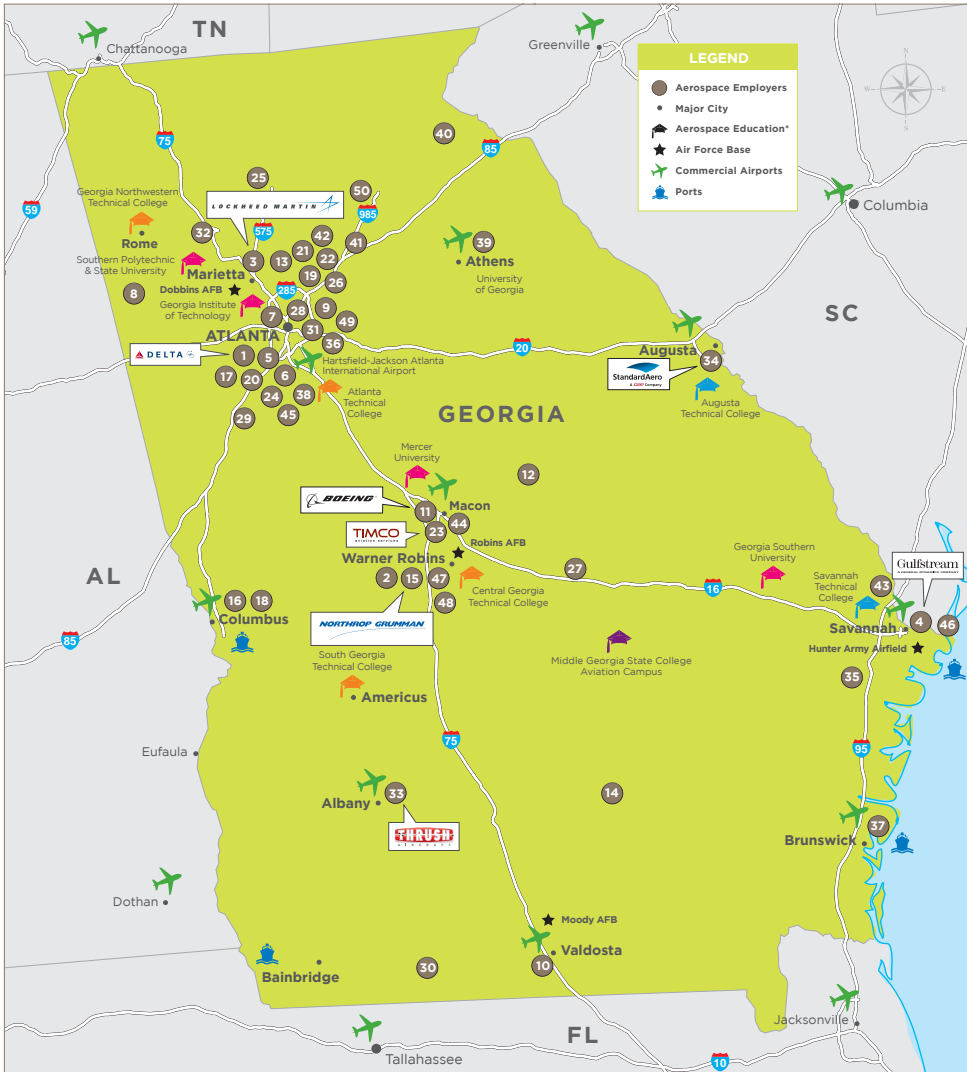 TN
Chattanooga
Greenville
LEGEND
Aerospace Employers
Major City
Aerospace Education*
Air Force Base
Commercial Airports
Ports
N
W
E
S
75
40
85
59
25
50
Georgia Northwestern
Technical College
LOCKHEED MARTIN
985
575
Columbia
32
Rome
42
41
39
Athens
University
of Georgia
Southern Polytechnic
& State University
3
13
21
22
19
26
Marietta
Dobbins AFB
285
8
Georgia Institute
of Technology
7
28
9
49
ATLANTA
31
36
SC
20
Augusta
34
StandardAero
Augusta
Technical College
DELTA
1
5
Hartsfield-Jackson Atlanta
International Airport
17
20
6
24
38
45
29
Atlanta
Technical
College
GEORGIA
Mercer
University
12
BOEING
11
Macon
TIMCO
aviation services
23
44
Robins AFB
Warner Robins
2
15
47
48
Central Georgia
Technical College
27
Georgia Southern
University
16
Savannah
Technical
College
43
Gulfstream
A GENERAL DYNAMICS COMPANY
4
46
Savannah
Hunter Army Airfield
AL
16
18
Columbus
85
NORTHROP GRUMMAN
South Georgia
Technical College
Americus
Middle Georgia State College
Aviation Campus
35
75
95
Eufaula
Albany
33
THRUSH
aircraft
14
37
Brunswick
Dothan
Moody AFB
Valdosta
10
Bainbridge
30
Jacksonville
FL
Tallahassee
10